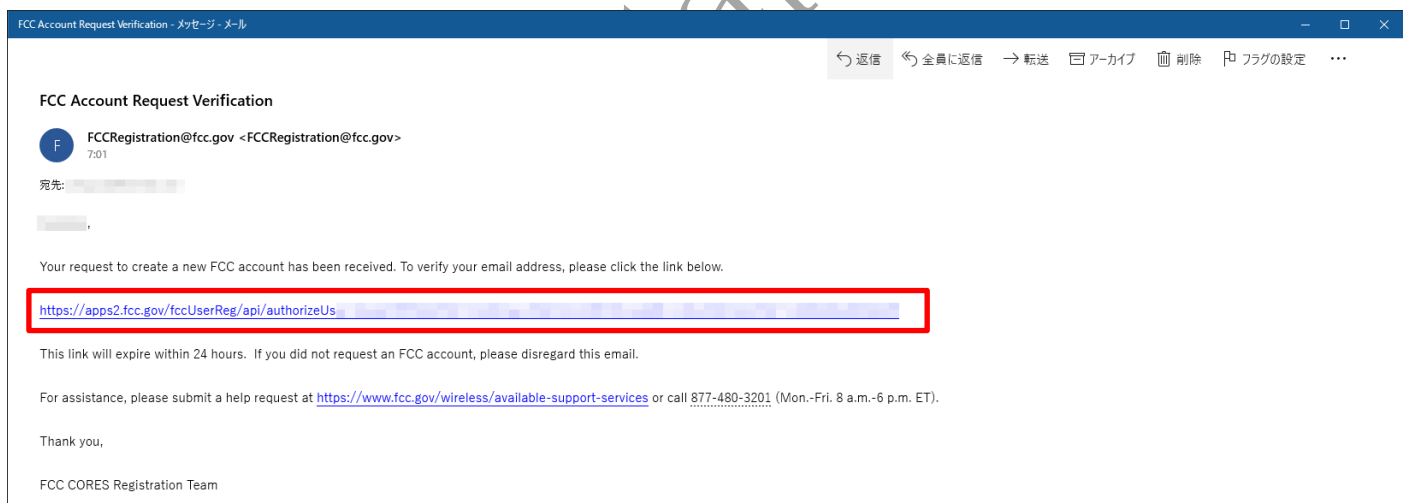 FCC Account Request Verification - メッセージ - メール
返信 全員に返信 転送 アーカイブ 削除 フラグの設定 ...
FCC Account Request Verification
F
FCCRegistration@fcc.gov <FCCRegistration@fcc.gov>
7:01
宛先:
,
Your request to create a new FCC account has been received. To verify your email address, please click the link below.
https://apps2.fcc.gov/fccUserReg/api/authorizeUs
This link will expire within 24 hours. If you did not request an FCC account, please disregard this email.
For assistance, please submit a help request at https://www.fcc.gov/wireless/available-support-services or call 877-480-3201 (Mon.-Fri. 8 a.m.-6 p.m. ET).
Thank you,
FCC CORES Registration Team